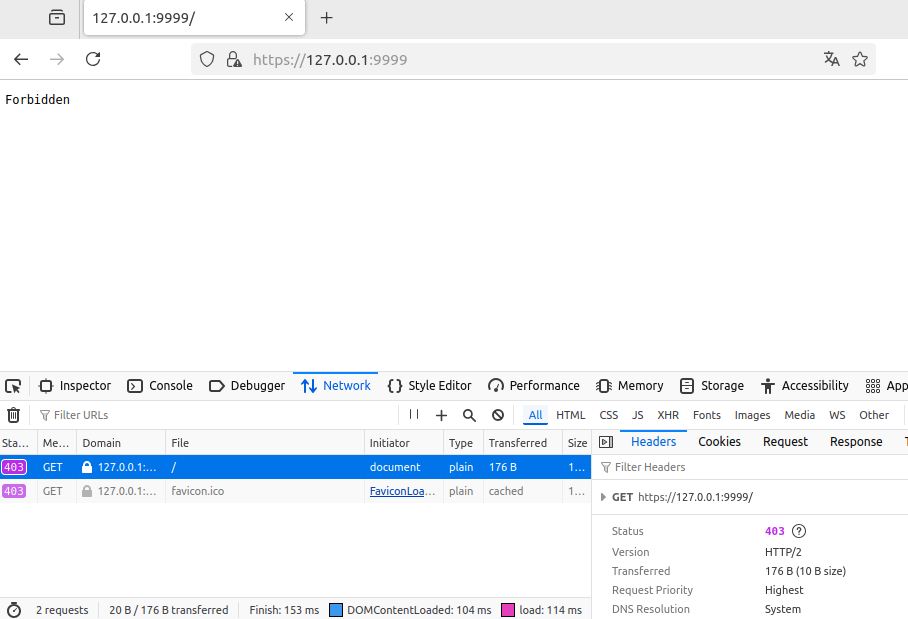 127.0.0.1:9999/
https://127.0.0.1:9999
Forbidden
Inspector Console Debugger Network Style Editor Performance Memory Storage Accessibility App
Filter URLs All HTML CSS JS XHR Fonts Images Media WS Other
Sta... Me... Domain File Initiator Type Transferred Size
403 GET 127.0.0.1:... / document plain 176 B 1...
403 GET 127.0.0.1:... favicon.ico FaviconLoa... plain cached 1...
2 requests 20 B / 176 B transferred Finish: 153 ms DOMContentLoaded: 104 ms load: 114 ms
Headers Cookies Request Response
Filter Headers
GET https://127.0.0.1:9999/
Status 403
Version HTTP/2
Transferred 176 B (10 B size)
Request Priority Highest
DNS Resolution System